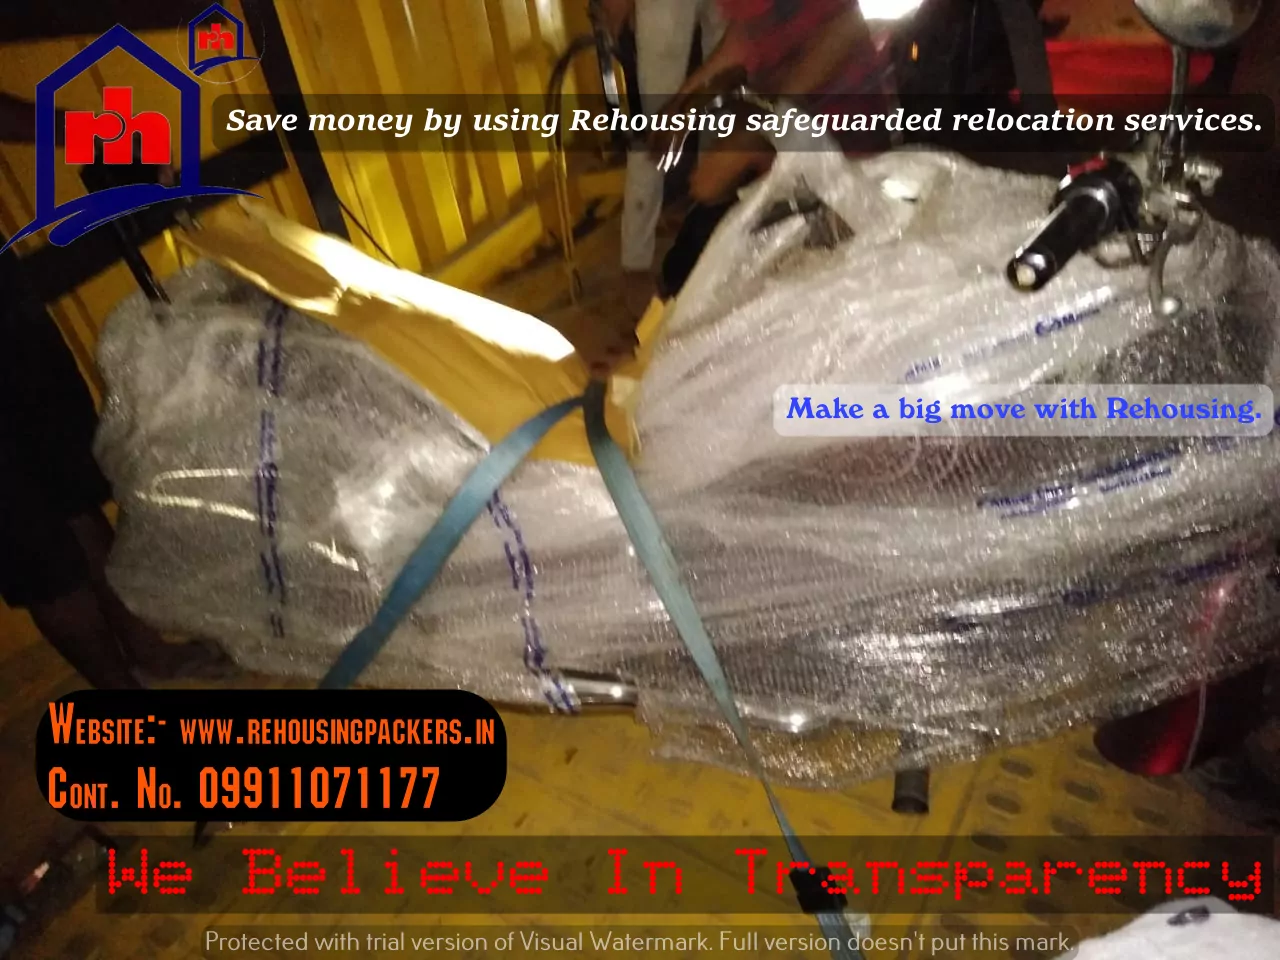 rh
rh
Save money by using Rehousing safeguarded relocation services.
Make a big move with Rehousing.
Website:- www.rehousingpackers.in
Cont. No. 09911071177
We Believe In Transparency
Protected with trial version of Visual Watermark. Full version doesn't put this mark.